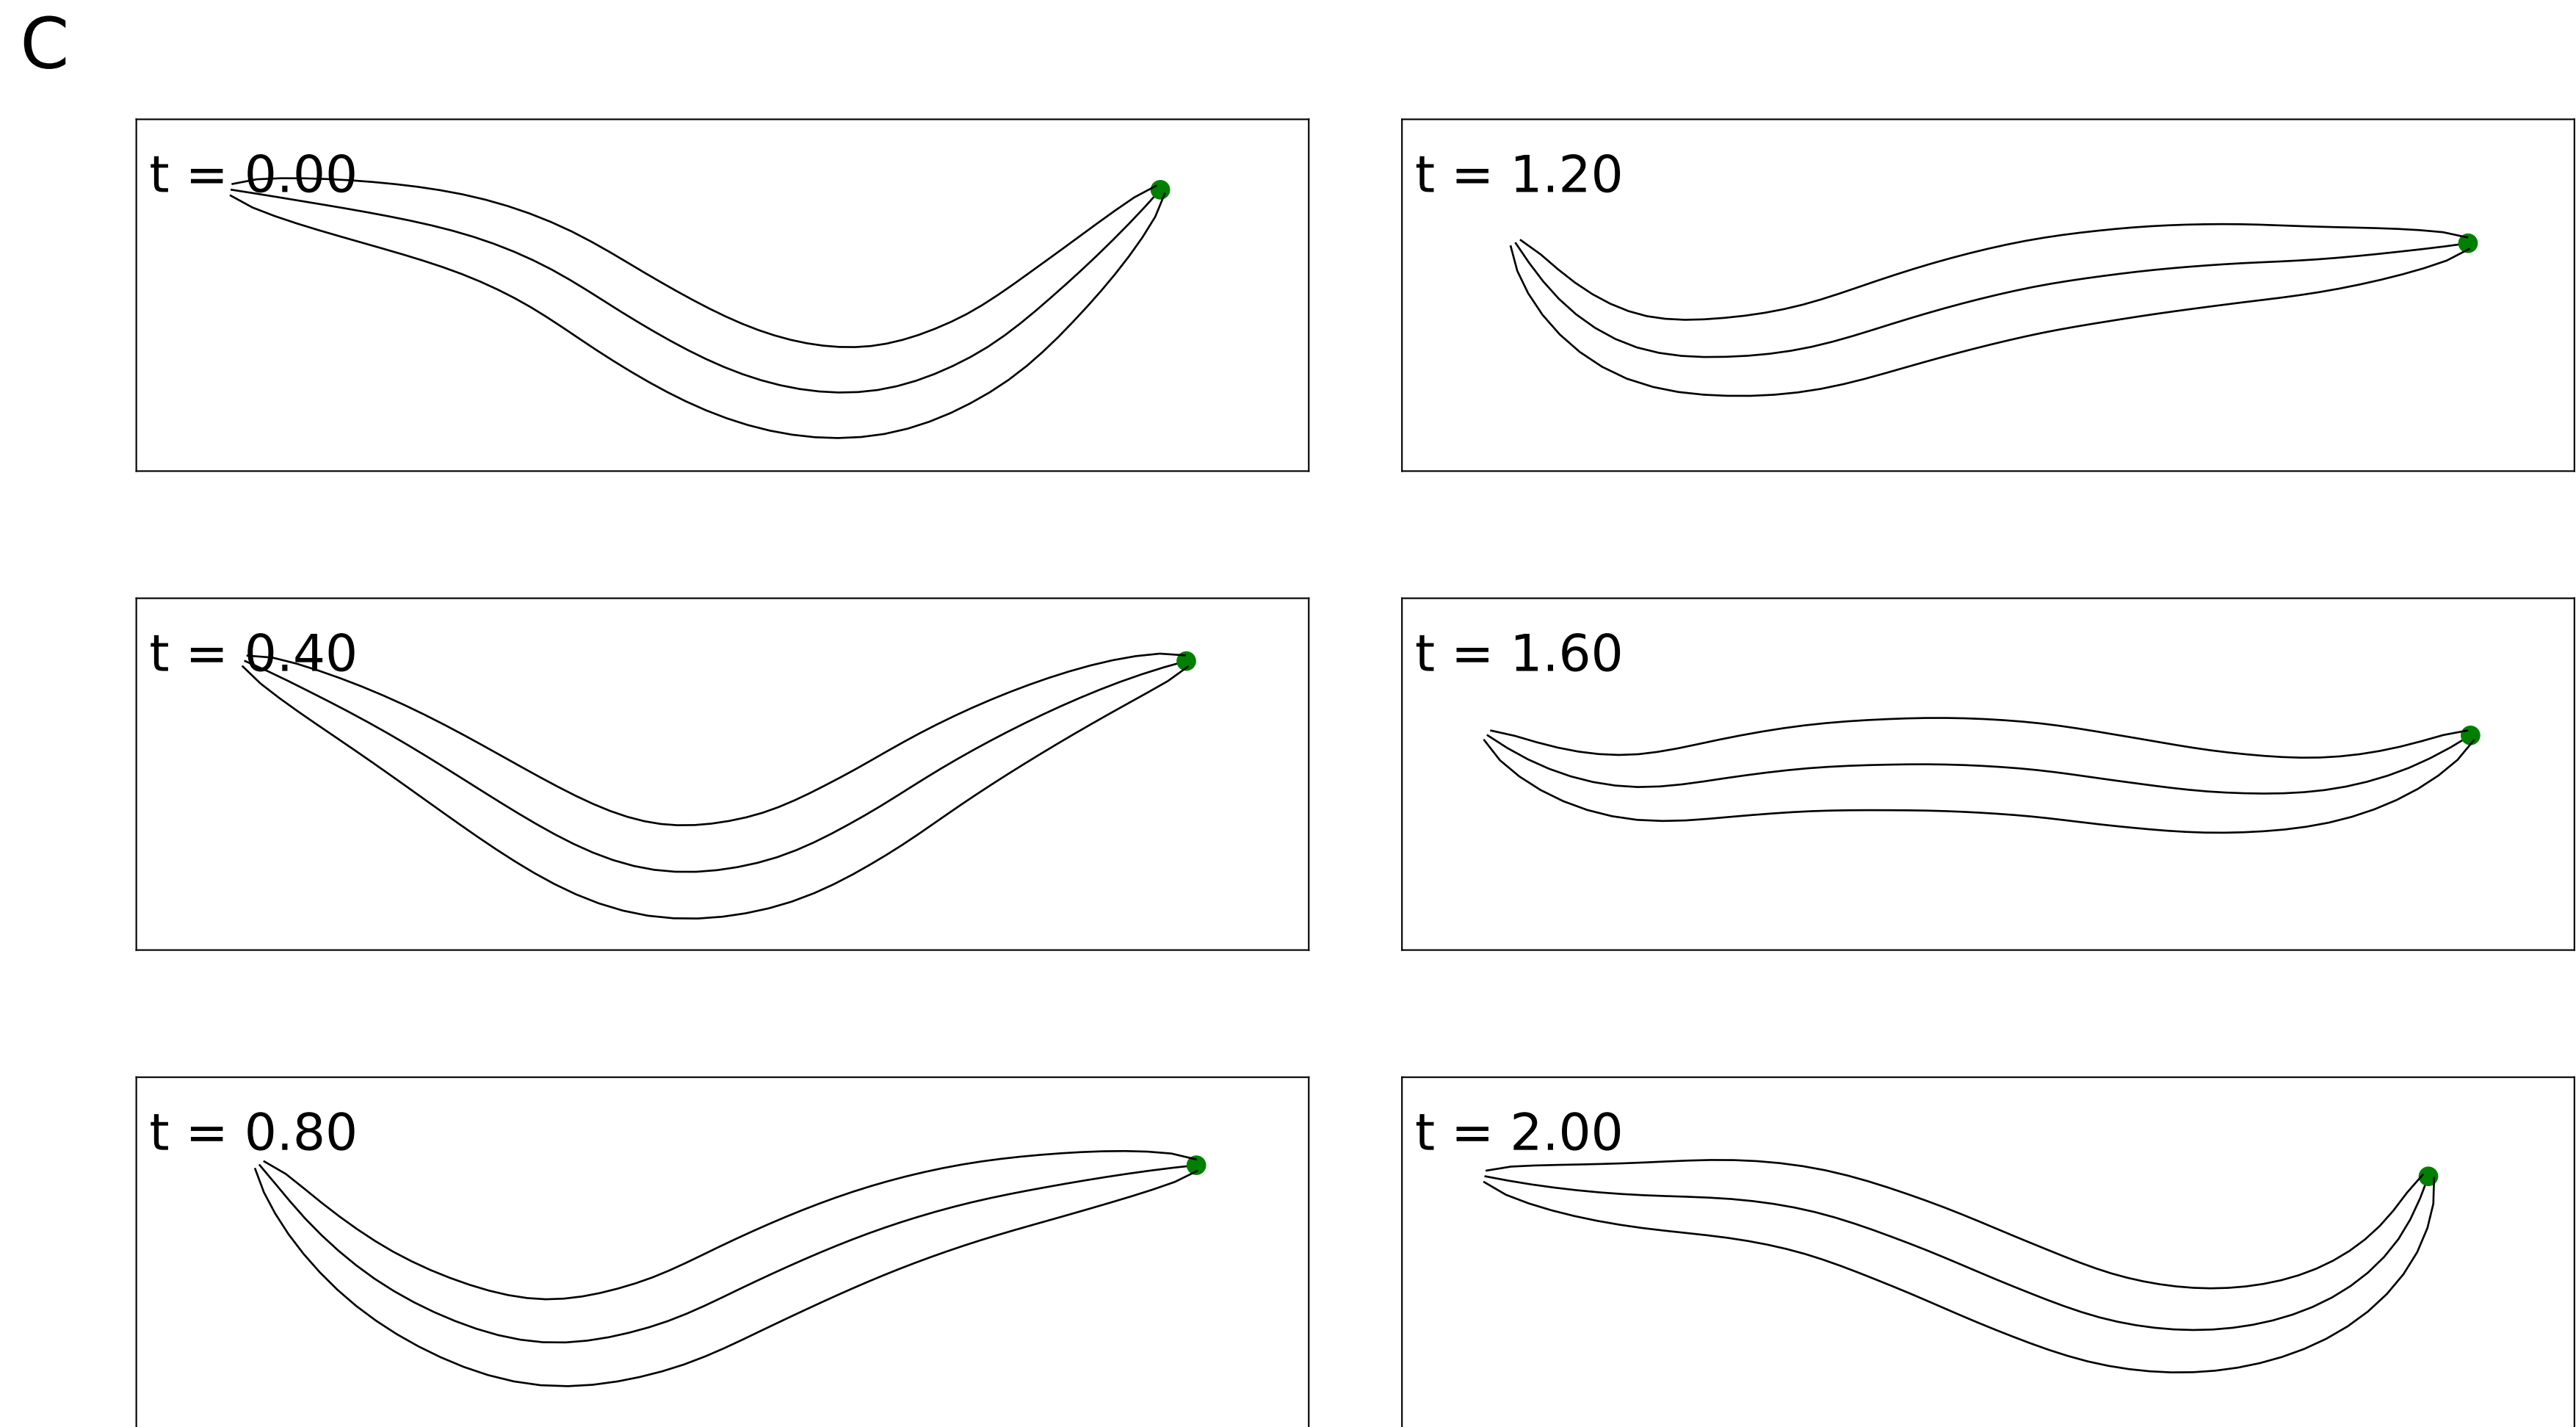 C
t = 0.00
t = 1.20
t = 0.40
t = 1.60
t = 0.80
t = 2.00